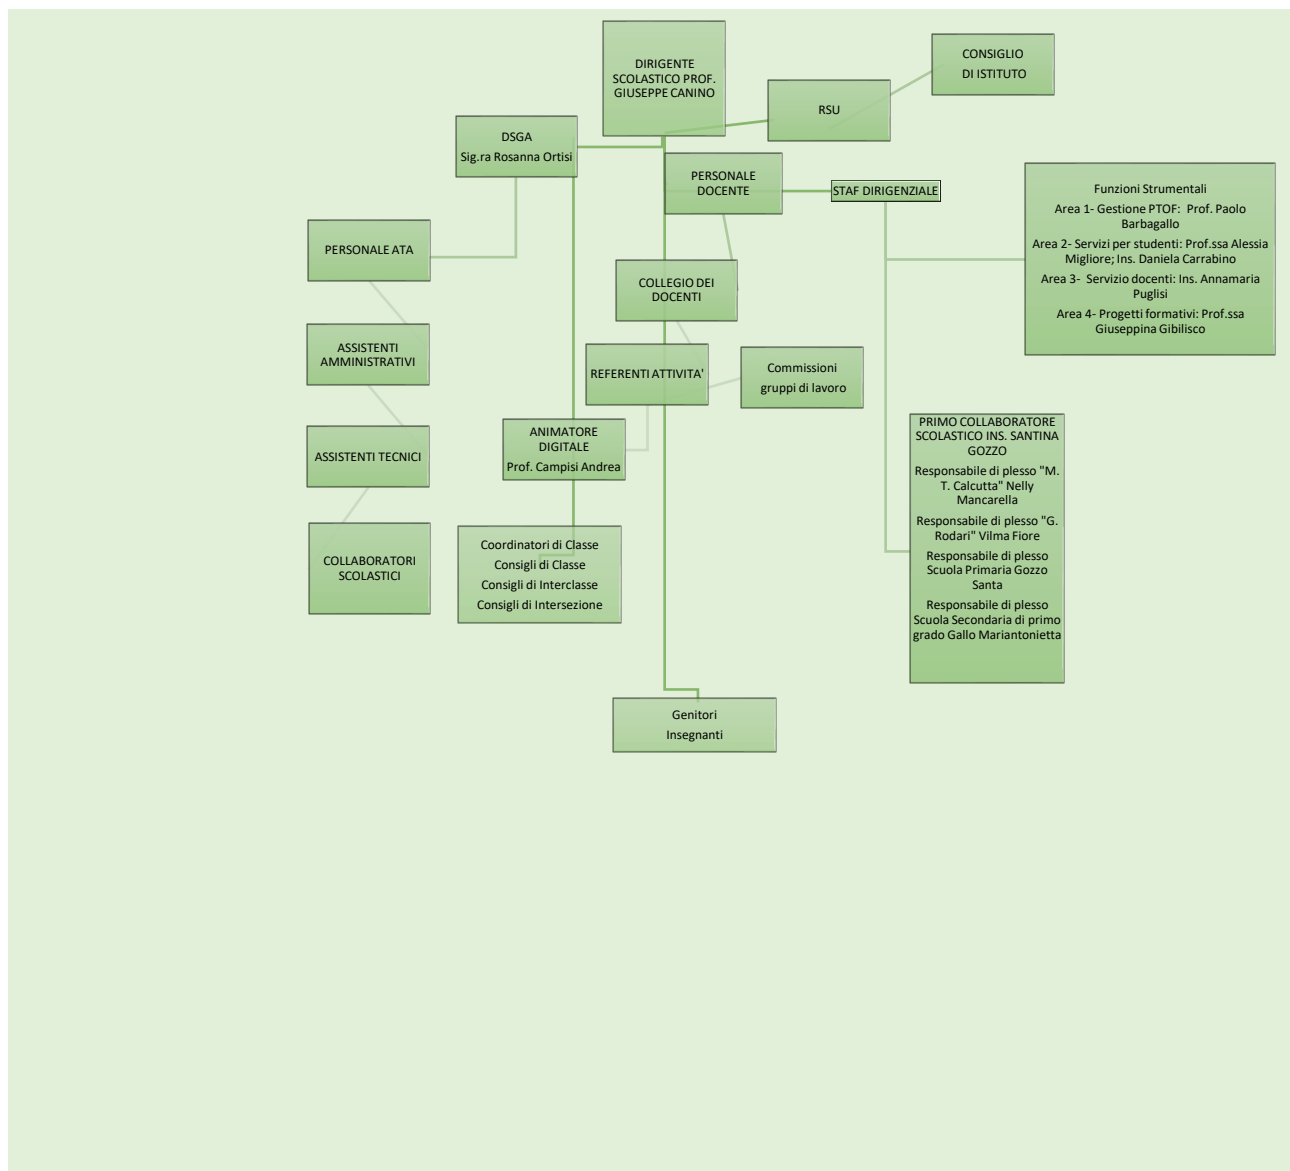 DIRIGENTE
SCOLASTICO PROF.
GIUSEPPE CANINO
CONSIGLIO
DI ISTITUTO
RSU
DSGA
Sig.ra Rosanna Ortisi
PERSONALE
DOCENTE
STAF DIRIGENZIALE
Funzioni Strumentali
Area 1- Gestione PTOF: Prof. Paolo
Barbagallo
Area 2- Servizi per studenti: Prof.ssa Alessia
Migliore; Ins. Daniela Carrabino
Area 3- Servizio docenti: Ins. Annamaria
Puglisi
Area 4- Progetti formativi: Prof.ssa
Giuseppina Gibilisco
PERSONALE ATA
COLLEGIO DEI
DOCENTI
ASSISTENTI
AMMINISTRATIVI
REFERENTI ATTIVITA'
Commissioni
gruppi di lavoro
ANIMATORE
DIGITALE
Prof. Campisi Andrea
ASSISTENTI TECNICI
PRIMO COLLABORATORE
SCOLASTICO INS. SANTINA
GOZZO
Responsabile di plesso "M.
T. Calcutta" Nelly
Mancarella
Responsabile di plesso "G.
Rodari" Vilma Fiore
Responsabile di plesso
Scuola Primaria Gozzo
Santa
Responsabile di plesso
Scuola Secondaria di primo
grado Gallo Mariantonietta
COLLABORATORI
SCOLASTICI
Coordinatori di Classe
Consigli di Classe
Consigli di Interclasse
Consigli di Intersezione
Genitori
Insegnanti